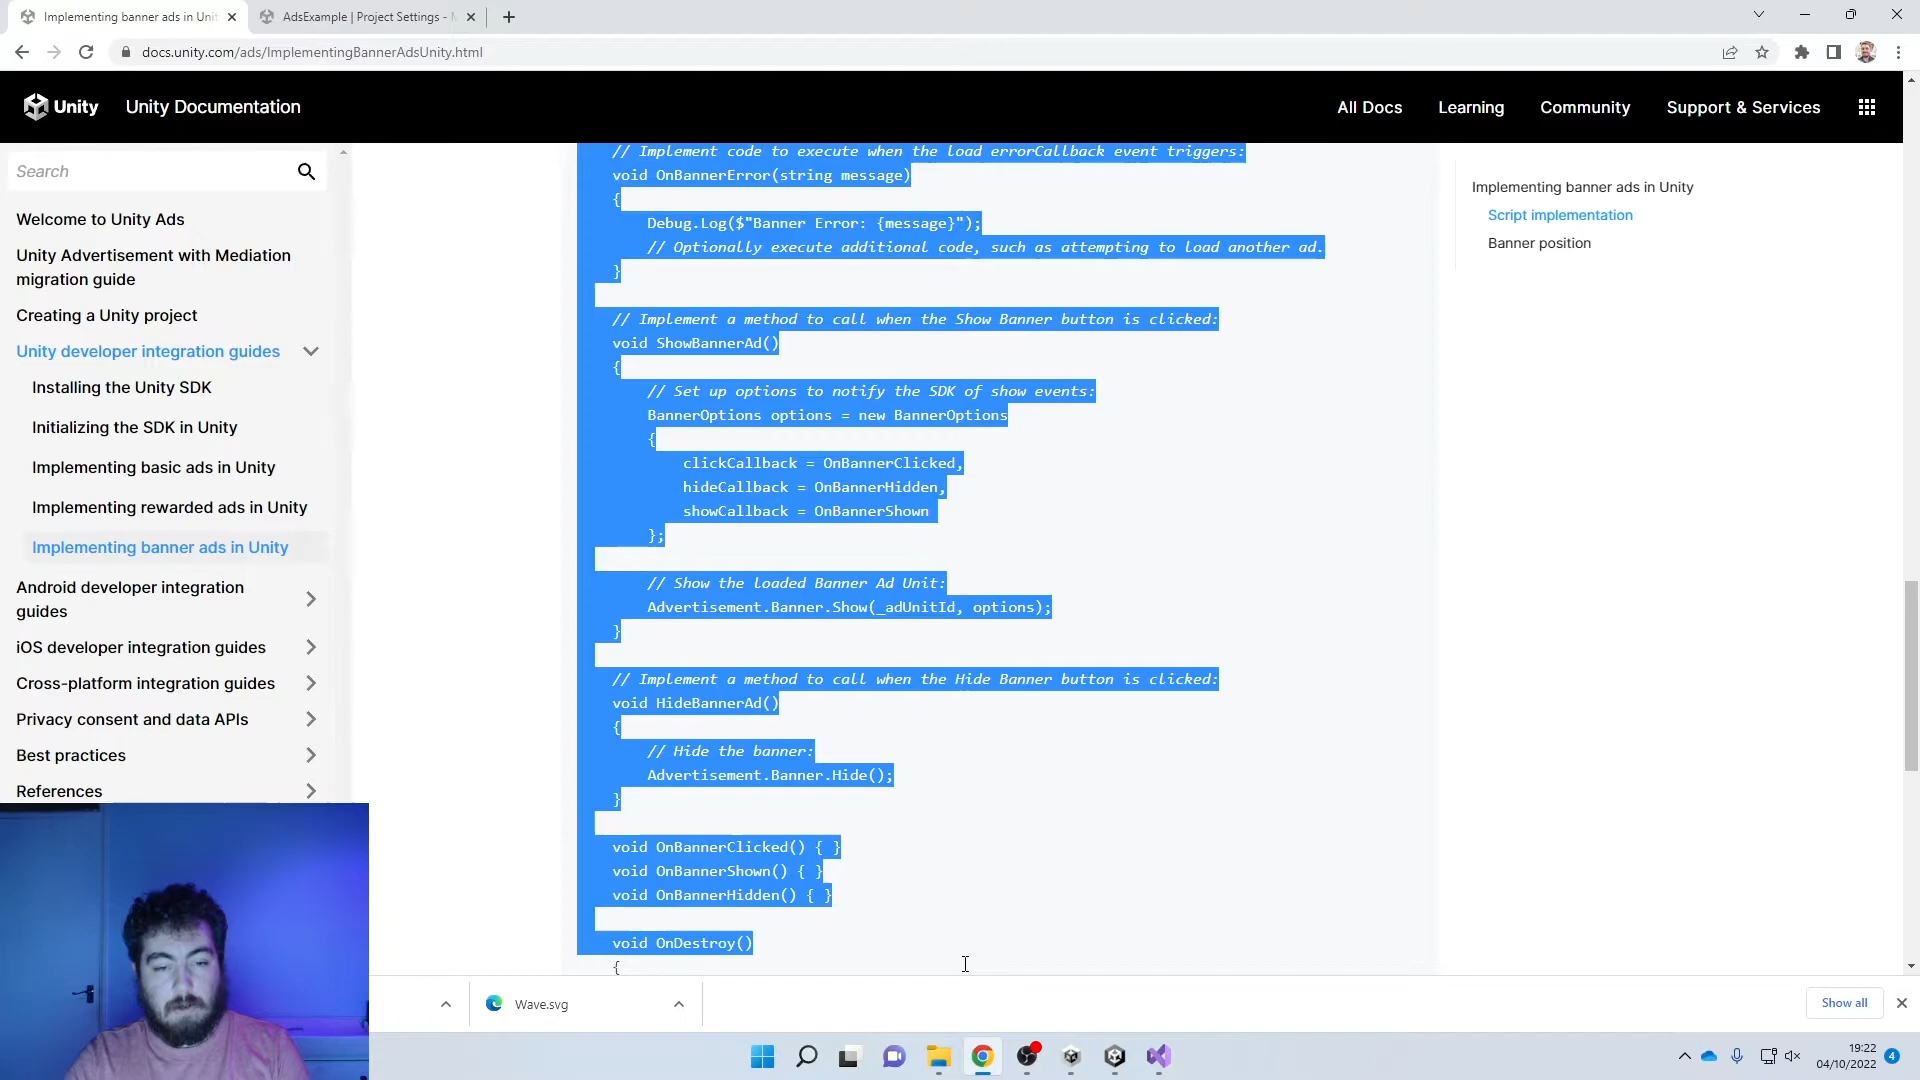 Implementing banner ads in Unit
AdsExample | Project Settings -
docs.unity.com/ads/ImplementingBannerAdsUnity.html
Unity
Unity Documentation
All Docs
Learning
Community
Support & Services
Search
Welcome to Unity Ads
Unity Advertisement with Mediation
migration guide
Creating a Unity project
Unity developer integration guides
Installing the Unity SDK
Initializing the SDK in Unity
Implementing basic ads in Unity
Implementing rewarded ads in Unity
Implementing banner ads in Unity
Android developer integration
guides
iOS developer integration guides
Cross-platform integration guides
Privacy consent and data APIs
Best practices
References
// Implement code to execute when the load errorCallback event triggers:
void OnBannerError(string message)
{
Debug.Log($"Banner Error: {message}");
// Optionally execute additional code, such as attempting to load another ad.
}
// Implement a method to call when the Show Banner button is clicked:
void ShowBannerAd()
{
// Set up options to notify the SDK of show events:
BannerOptions options = new BannerOptions
{
clickCallback = OnBannerClicked,
hideCallback = OnBannerHidden,
showCallback = OnBannerShown
};
// Show the loaded Banner Ad Unit:
Advertisement.Banner.Show(_adUnitId, options);
}
// Implement a method to call when the Hide Banner button is clicked:
void HideBannerAd()
{
// Hide the banner:
Advertisement.Banner.Hide();
}
void OnBannerClicked() { }
void OnBannerShown() { }
void OnBannerHidden() { }
void OnDestroy()
{
Implementing banner ads in Unity
Script implementation
Banner position
Wave.svg
Show all
19:22
04/10/2022
4